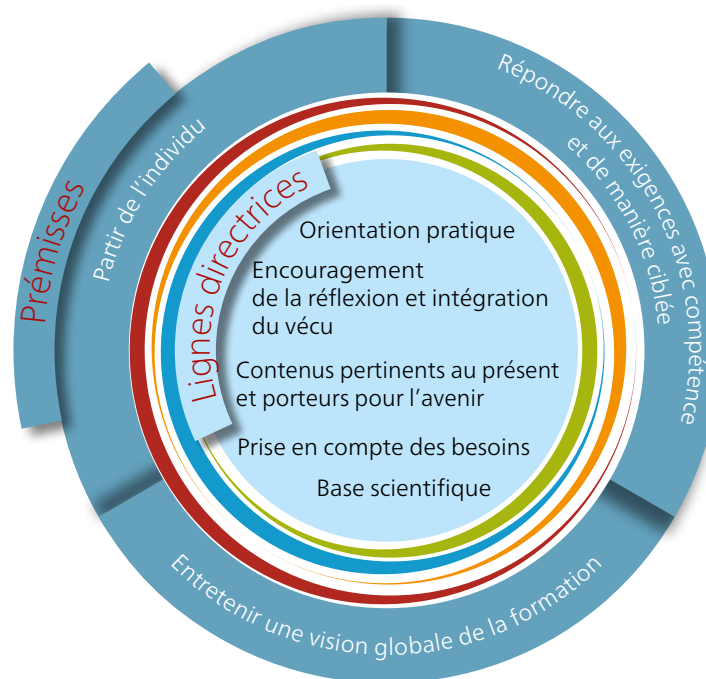 Prémisses
Partir de l'individu
Répondre aux exigences avec compétence
et de manière ciblée
Lignes directrices
Orientation pratique
Encouragement
de la réflexion et intégration
du vécu
Contenus pertinents au présent
et porteurs pour l'avenir
Prise en compte des besoins
Base scientifique
Entretenir une vision globale de la formation